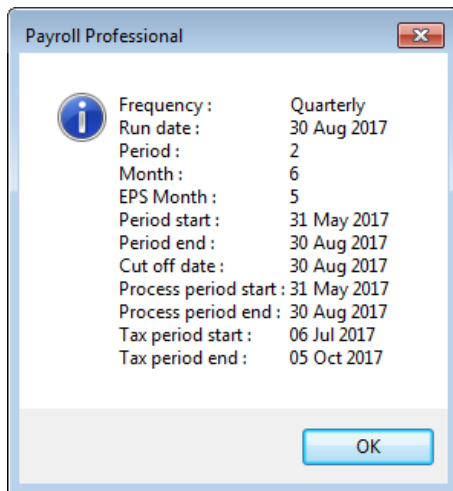 Payroll Professional
Frequency : Quarterly
Run date : 30 Aug 2017
Period : 2
Month : 6
EPS Month : 5
Period start : 31 May 2017
Period end : 30 Aug 2017
Cut off date : 30 Aug 2017
Process period start : 31 May 2017
Process period end : 30 Aug 2017
Tax period start : 06 Jul 2017
Tax period end : 05 Oct 2017
OK